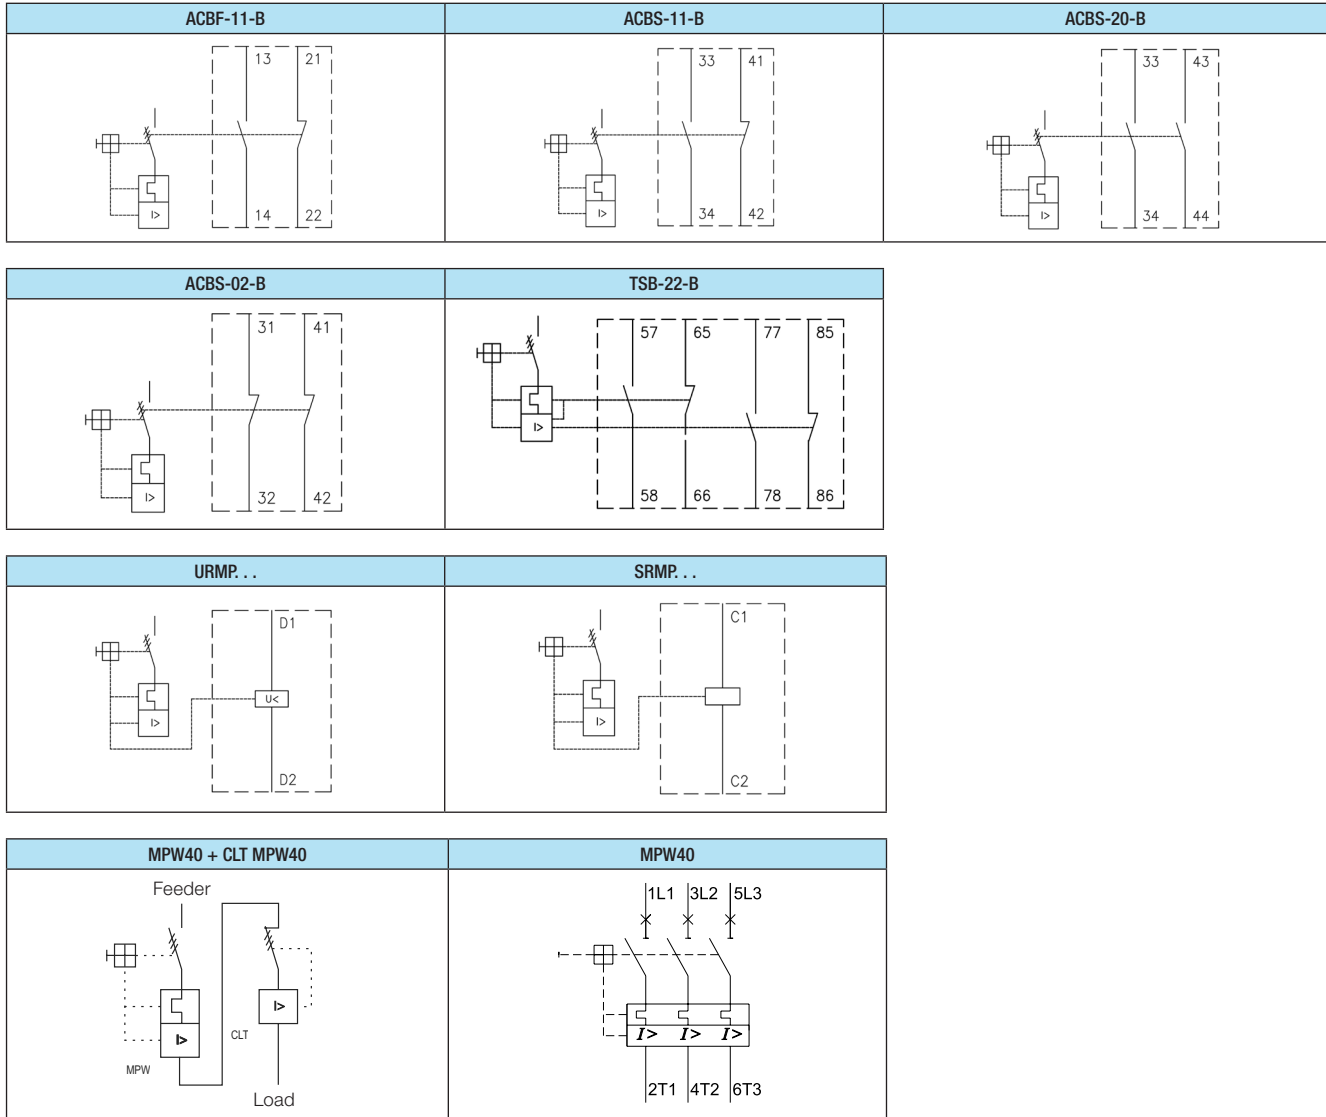 ACBF-11-B ACBS-11-B ACBS-20-B
13 21 33 41 33 43
I> I> I>
14 22 34 42 34 44
ACBS-02-B TSB-22-B
31 41 57 65 77 85
I> I>
32 42 58 66 78 86
URMP. . . SRMP. . .
D1 C1
U<
I> I>
D2 C2
MPW40 + CLT MPW40 MPW40
Feeder 1L1 3L2 5L3
I>
I> I> I> I>
CLT
MPW
Load 2T1 4T2 6T3